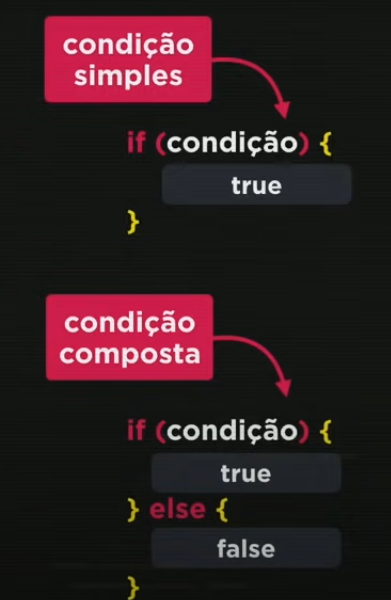 condição
simples
if (condição) {
true
}
condição
composta
if (condição) {
true
} else {
false
}